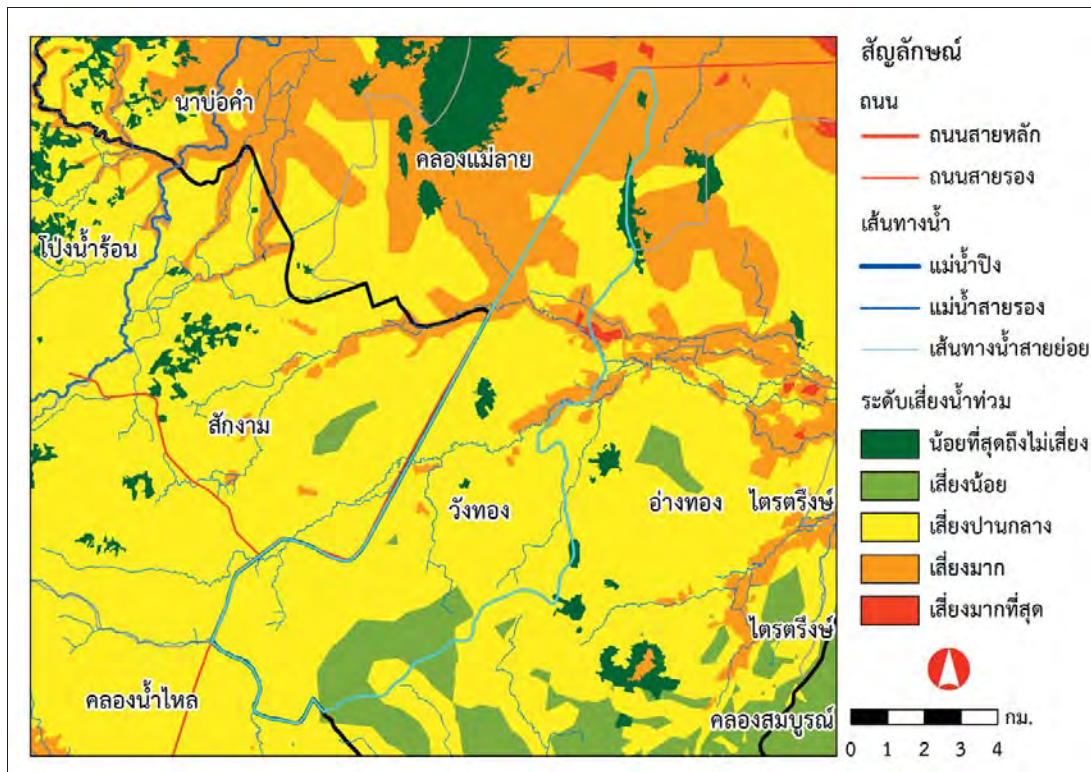 นาบ่อคำ
คลองแม่ลาย
โป่งน้ำร้อน
สักงาม
วังทอง
อ่างทอง
ไตรตรึงษ์
ไตรตรึงษ์
คลองน้ำไหล
คลองสมบูรณ์
สัญลักษณ์
ถนน
ถนนสายหลัก
ถนนสายรอง
เส้นทางน้ำ
แม่น้ำปิง
แม่น้ำสายรอง
เส้นทางน้ำสายย่อย
ระดับเสี่ยงน้ำท่วม
น้อยที่สุดถึงไม่เสี่ยง
เสี่ยงน้อย
เสี่ยงปานกลาง
เสี่ยงมาก
เสี่ยงมากที่สุด
กม.
0 1 2 3 4